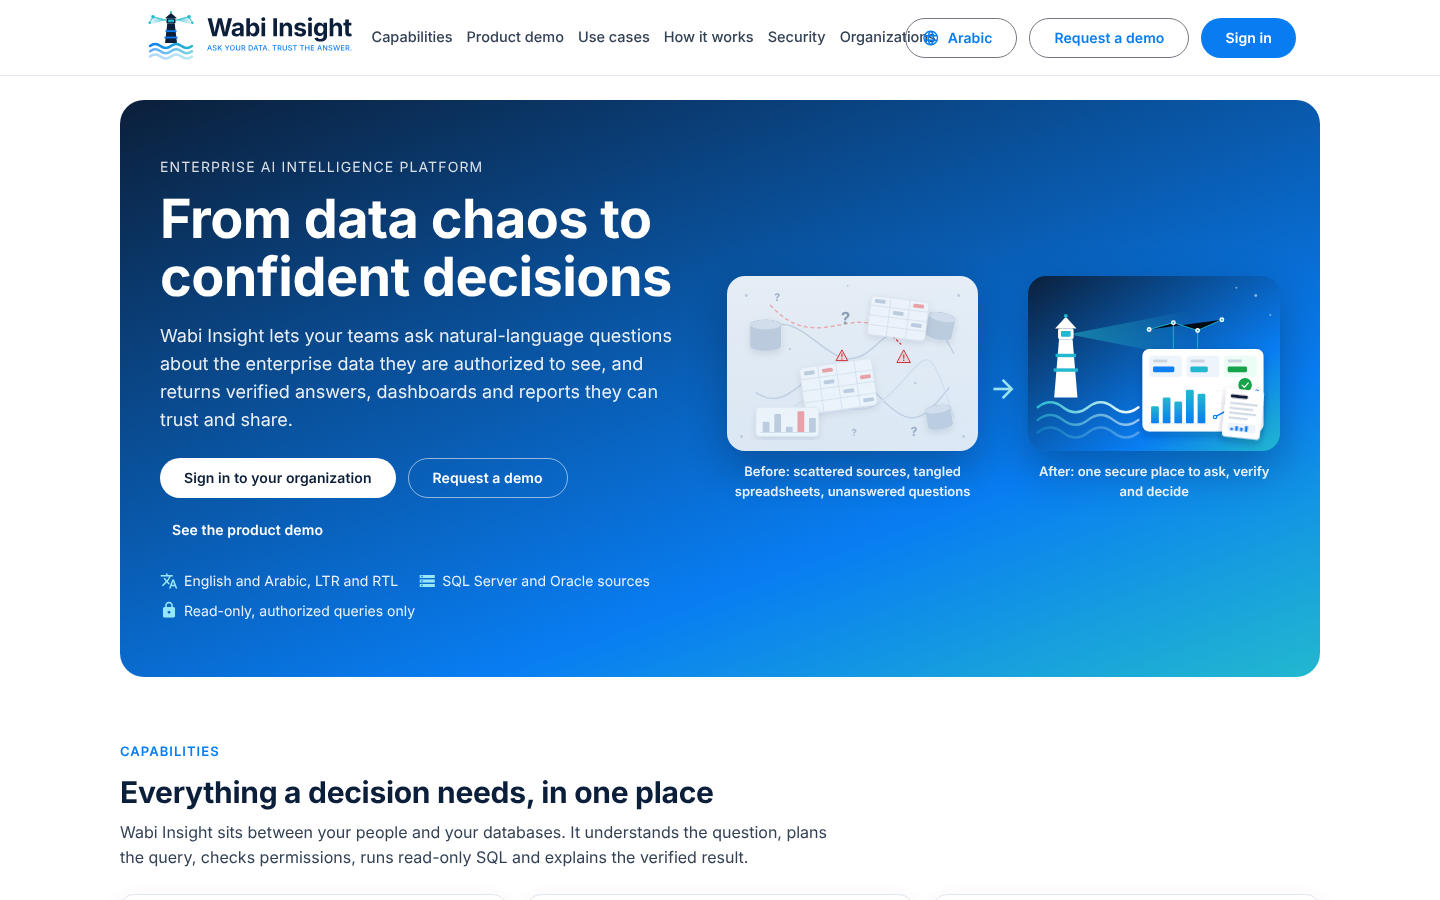 Wabi Insight
ASK YOUR DATA. TRUST THE ANSWER.
Capabilities
Product demo
Use cases
How it works
Security
Organizations
Arabic
Request a demo
Sign in
ENTERPRISE AI INTELLIGENCE PLATFORM
From data chaos to
confident decisions
Wabi Insight lets your teams ask natural-language questions
about the enterprise data they are authorized to see, and
returns verified answers, dashboards and reports they can
trust and share.
Sign in to your organization
Request a demo
See the product demo
English and Arabic, LTR and RTL
SQL Server and Oracle sources
Read-only, authorized queries only
?
?
?
?
Before: scattered sources, tangled
spreadsheets, unanswered questions
After: one secure place to ask, verify
and decide
CAPABILITIES
Everything a decision needs, in one place
Wabi Insight sits between your people and your databases. It understands the question, plans
the query, checks permissions, runs read-only SQL and explains the verified result.